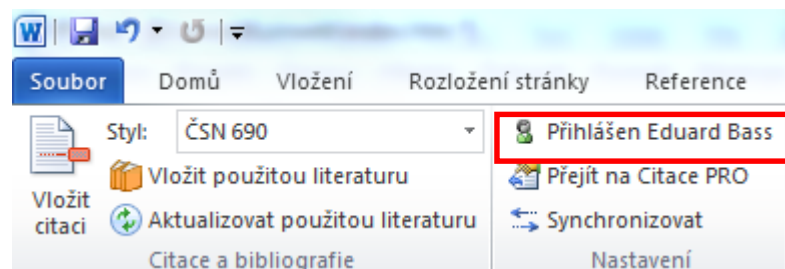 W
Soubor Domů Vložení Rozložení stránky Reference
Styl: ČSN 690 Přihlášen Eduard Bass
Vložit použitou literaturu Přejít na Citace PRO
Vložit
citaci Aktualizovat použitou literaturu Synchronizovat
Citace a bibliografie Nastavení